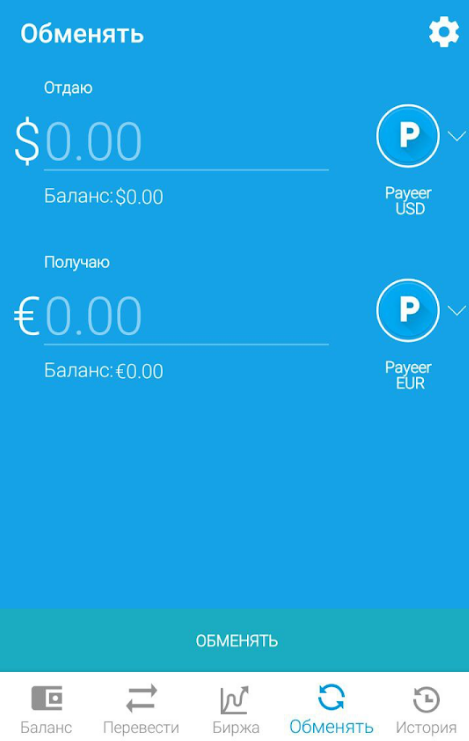 Обменять
Отдаю
$0.00
P
Баланс: $0.00
Payeer
USD
Получаю
€0.00
P
Баланс: €0.00
Payeer
EUR
ОБМЕНЯТЬ
Баланс Перевести Биржа Обменять История